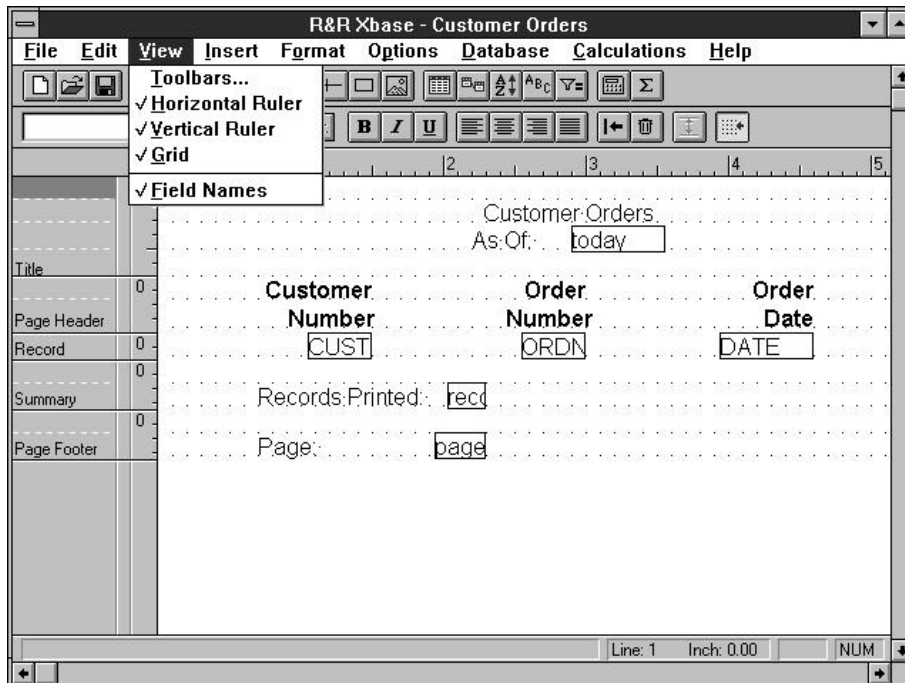 R&R Xbase - Customer Orders
File Edit View Insert Format Options Database Calculations Help
Toolbars...
√ Horizontal Ruler
√ Vertical Ruler
√ Grid
√ Field Names
B I U
2 3 4 5
Customer Orders
As Of: today
Title
0 Customer Order Order
Page Header Number Number Date
Record 0 CUST ORDN DATE
0
Summary Records Printed: reco
0
Page Footer Page: page
Line: 1 Inch: 0.00 NUM